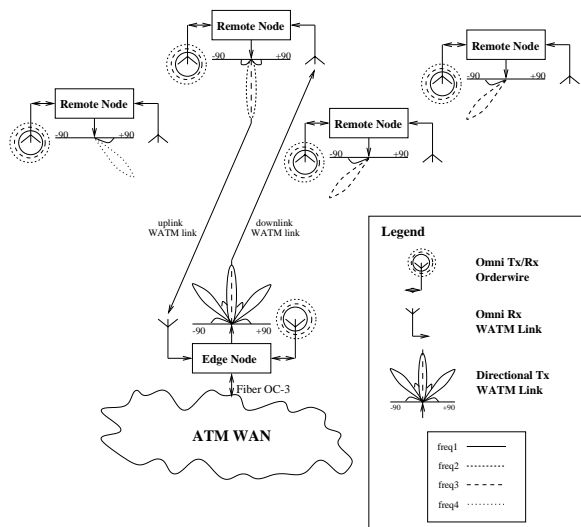 Remote Node
-90 +90
Remote Node
-90 +90
Remote Node
-90 +90
Remote Node
-90 +90
uplink
WATM link
downlink
WATM link
-90 +90
Edge Node
Fiber OC-3
ATM WAN
Legend
Omni Tx/Rx
Orderwire
Omni Rx
WATM Link
Directional Tx
WATM Link
-90 +90
freq1
freq2
freq3
freq4